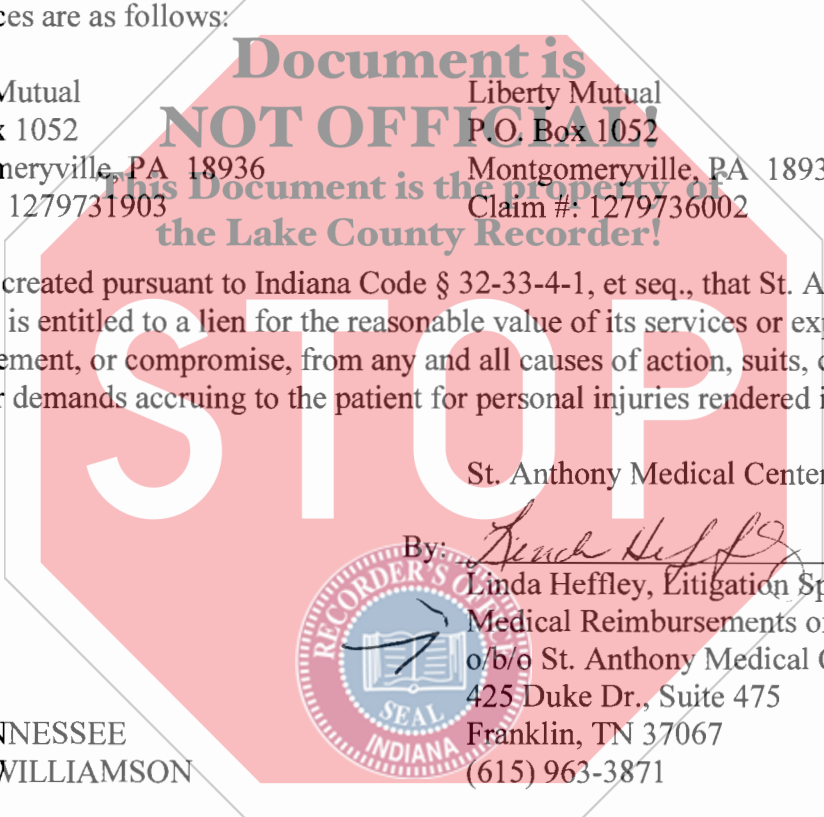 ces are as follows:
Document is
NOT OFFICIAL!
This Document is the property of
the Lake County Recorder!
Mutual
x 1052
meryville, PA 18936
1279731903
Liberty Mutual
P.O. Box 1052
Montgomeryville, PA 1893
Claim #: 1279736002
created pursuant to Indiana Code § 32-33-4-1, et seq., that St. A
is entitled to a lien for the reasonable value of its services or exp
ement, or compromise, from any and all causes of action, suits, c
r demands accruing to the patient for personal injuries rendered i
STOP
St. Anthony Medical Center
By: Linda Heffley
Linda Heffley, Litigation Sp
Medical Reimbursements o
o/b/o St. Anthony Medical C
425 Duke Dr., Suite 475
Franklin, TN 37067
(615) 963-3871
RECORDER'S OFFICE
SEAL
INDIANA
NNESSEE
WILLIAMSON